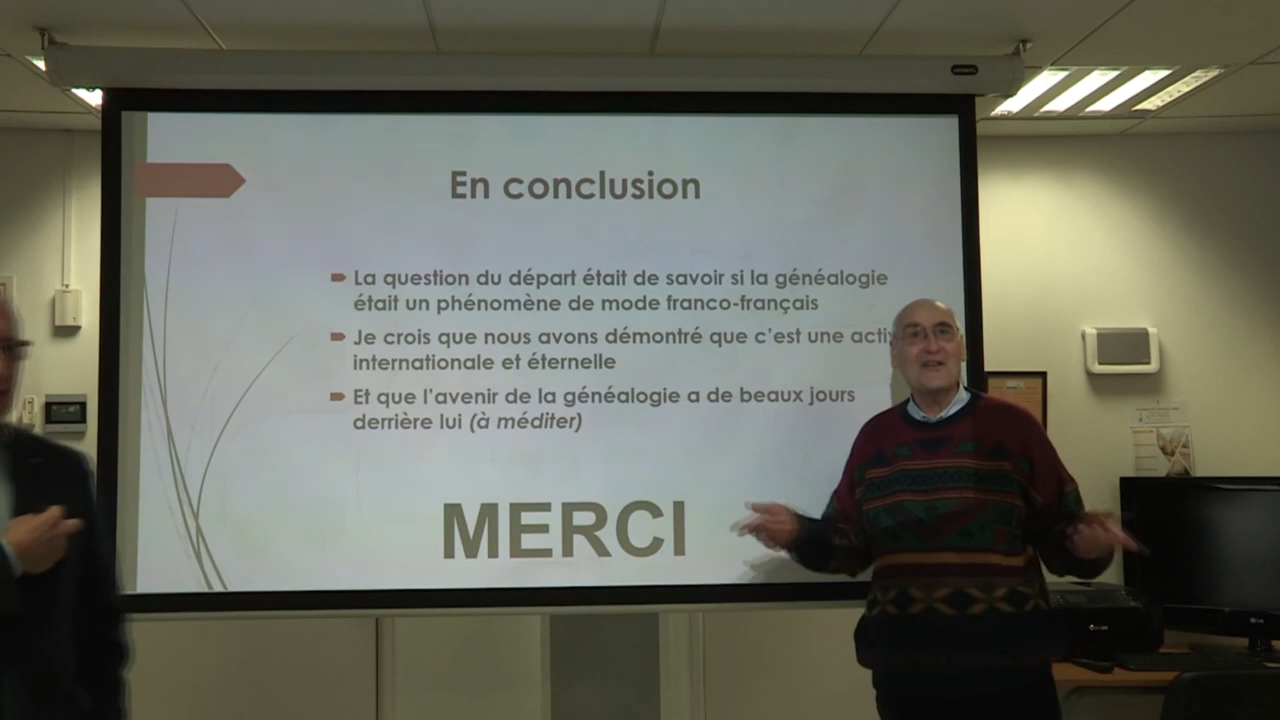 En conclusion
La question du départ était de savoir si la généalogie
était un phénomène de mode franco-français
Je crois que nous avons démontré que c'est une
internationale et éternelle
Et que l'avenir de la généalogie a de beaux jours
derrière lui (à méditer)
MERCI
LG